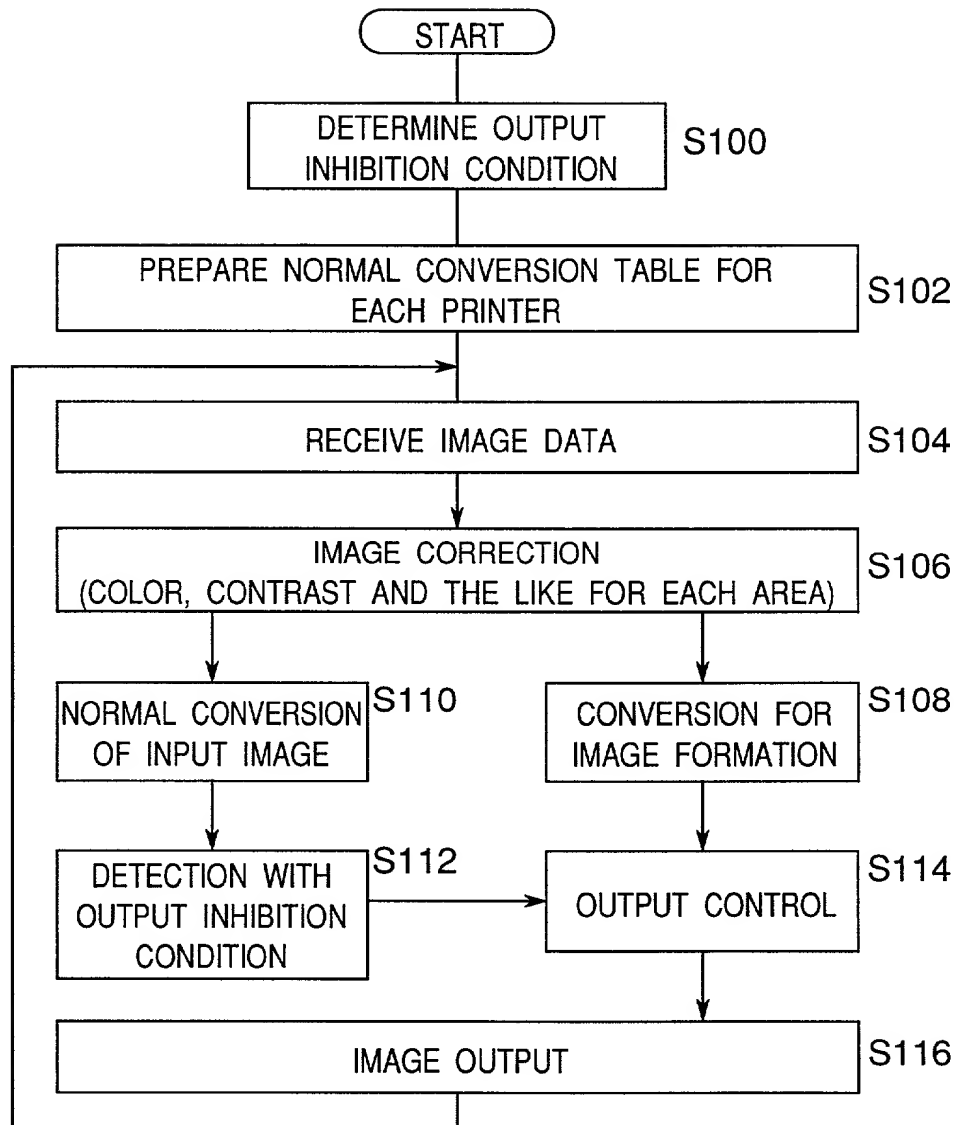 START
DETERMINE OUTPUT
INHIBITION CONDITION
S100
PREPARE NORMAL CONVERSION TABLE FOR
EACH PRINTER
S102
RECEIVE IMAGE DATA
S104
IMAGE CORRECTION
(COLOR, CONTRAST AND THE LIKE FOR EACH AREA)
S106
NORMAL CONVERSION
OF INPUT IMAGE
S110
CONVERSION FOR
IMAGE FORMATION
S108
DETECTION WITH
OUTPUT INHIBITION
CONDITION
S112
OUTPUT CONTROL
S114
IMAGE OUTPUT
S116